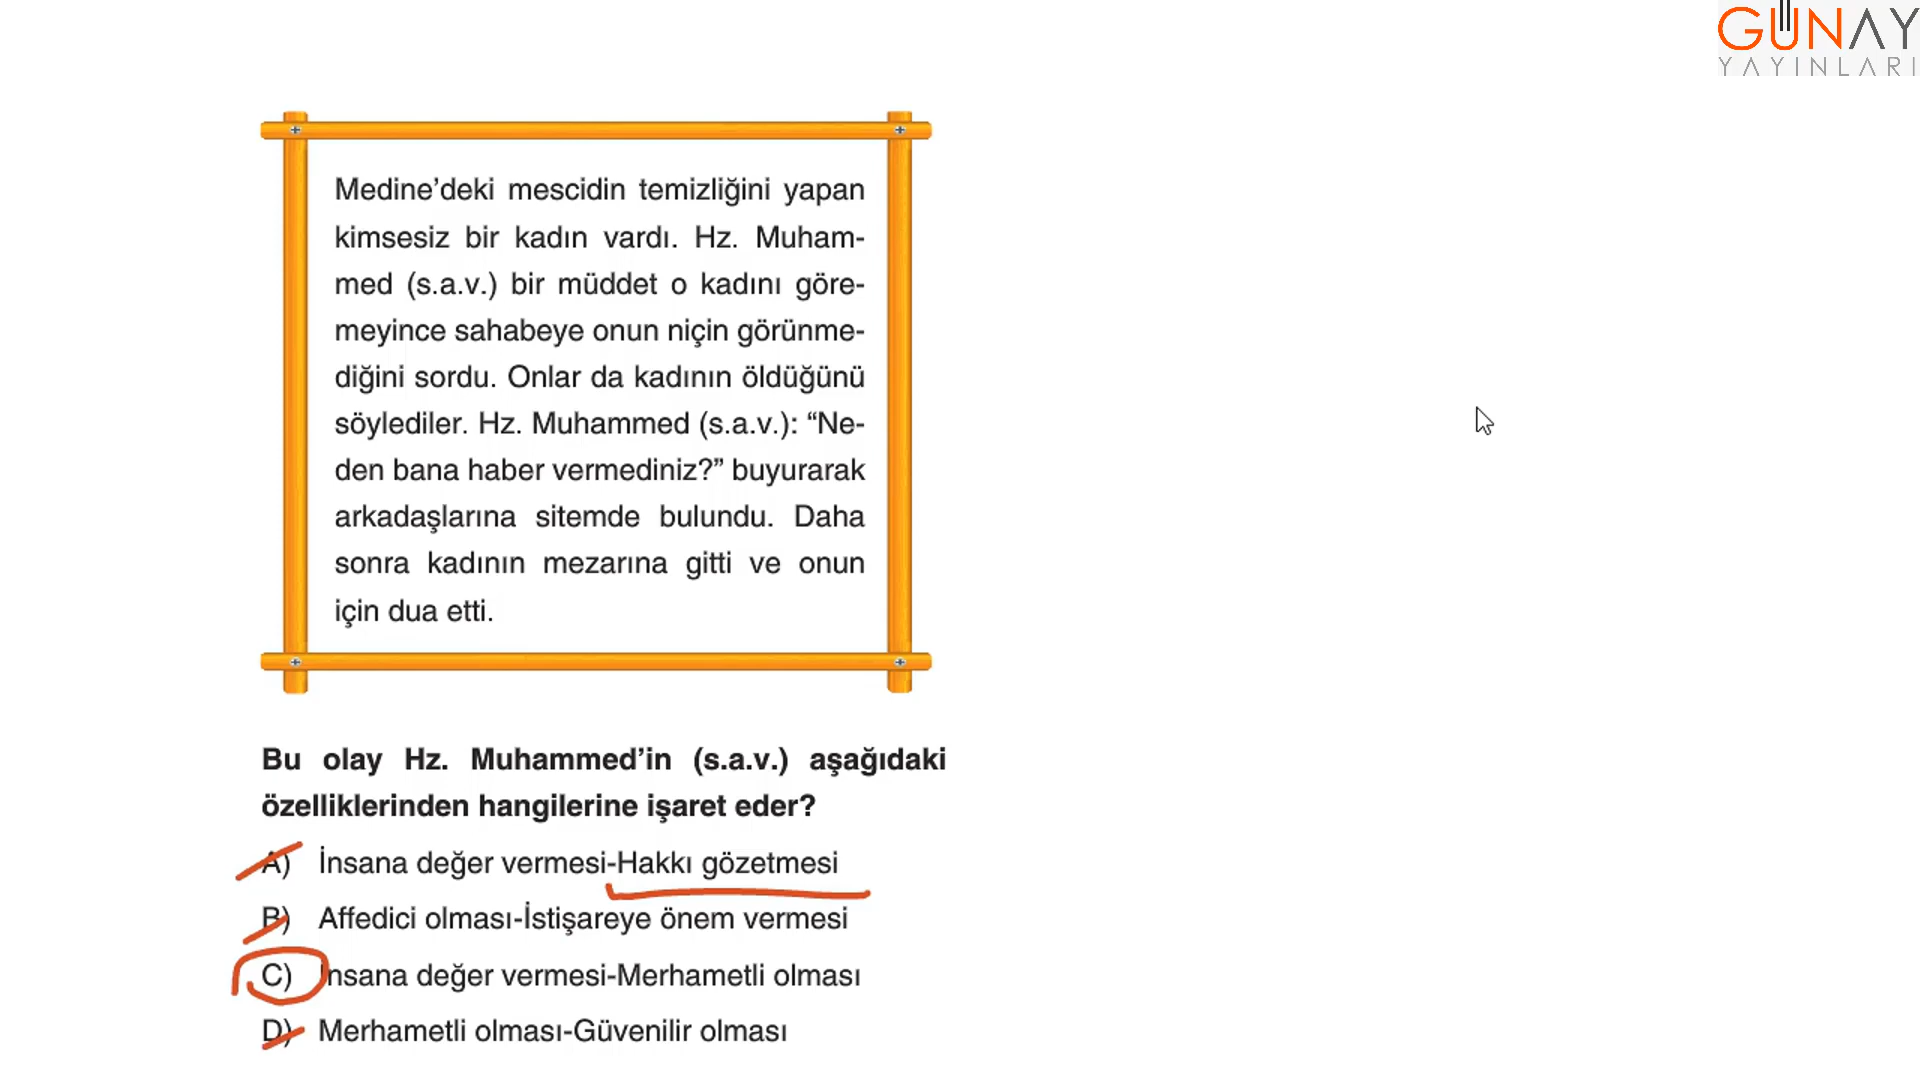 GÜNAY
YAYINLARI
Medine’deki mescidin temizliğini yapan
kimsesiz bir kadın vardı. Hz. Muham-
med (s.a.v.) bir müddet o kadını göre-
meyince sahabeye onun niçin görünme-
diğini sordu. Onlar da kadının öldüğünü
söylediler. Hz. Muhammed (s.a.v.): “Ne-
den bana haber vermediniz?” buyurarak
arkadaşlarına sitemde bulundu. Daha
sonra kadının mezarına gitti ve onun
için dua etti.
Bu olay Hz. Muhammed’in (s.a.v.) aşağıdaki
özelliklerinden hangilerine işaret eder?
A) İnsana değer vermesi-Hakkı gözetmesi
B) Affedici olması-İstişareye önem vermesi
C) İnsana değer vermesi-Merhametli olması
D) Merhametli olması-Güvenilir olması